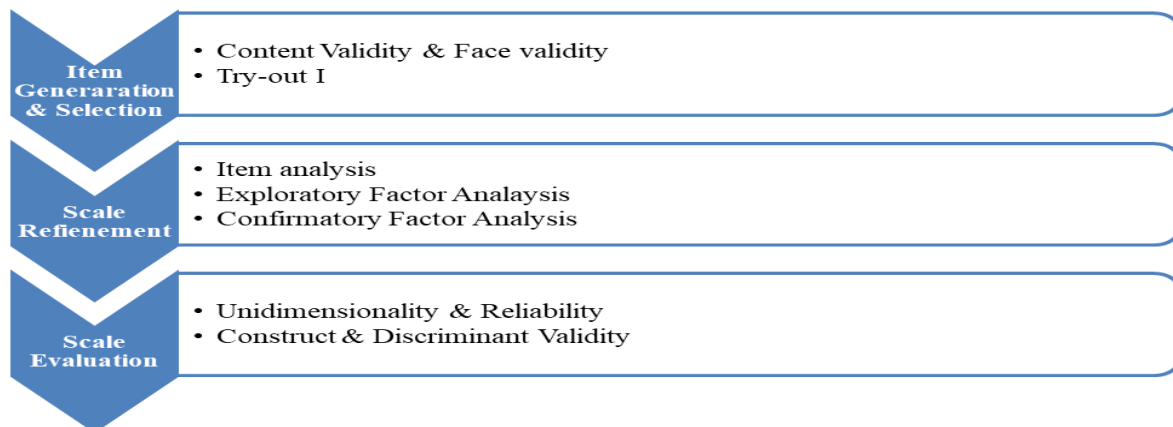 Item
Generaration
& Selection
• Content Validity & Face validity
• Try-out I
Scale
Refienement
• Item analysis
• Exploratory Factor Analaysis
• Confirmatory Factor Analysis
Scale
Evaluation
• Unidimensionality & Reliability
• Construct & Discriminant Validity